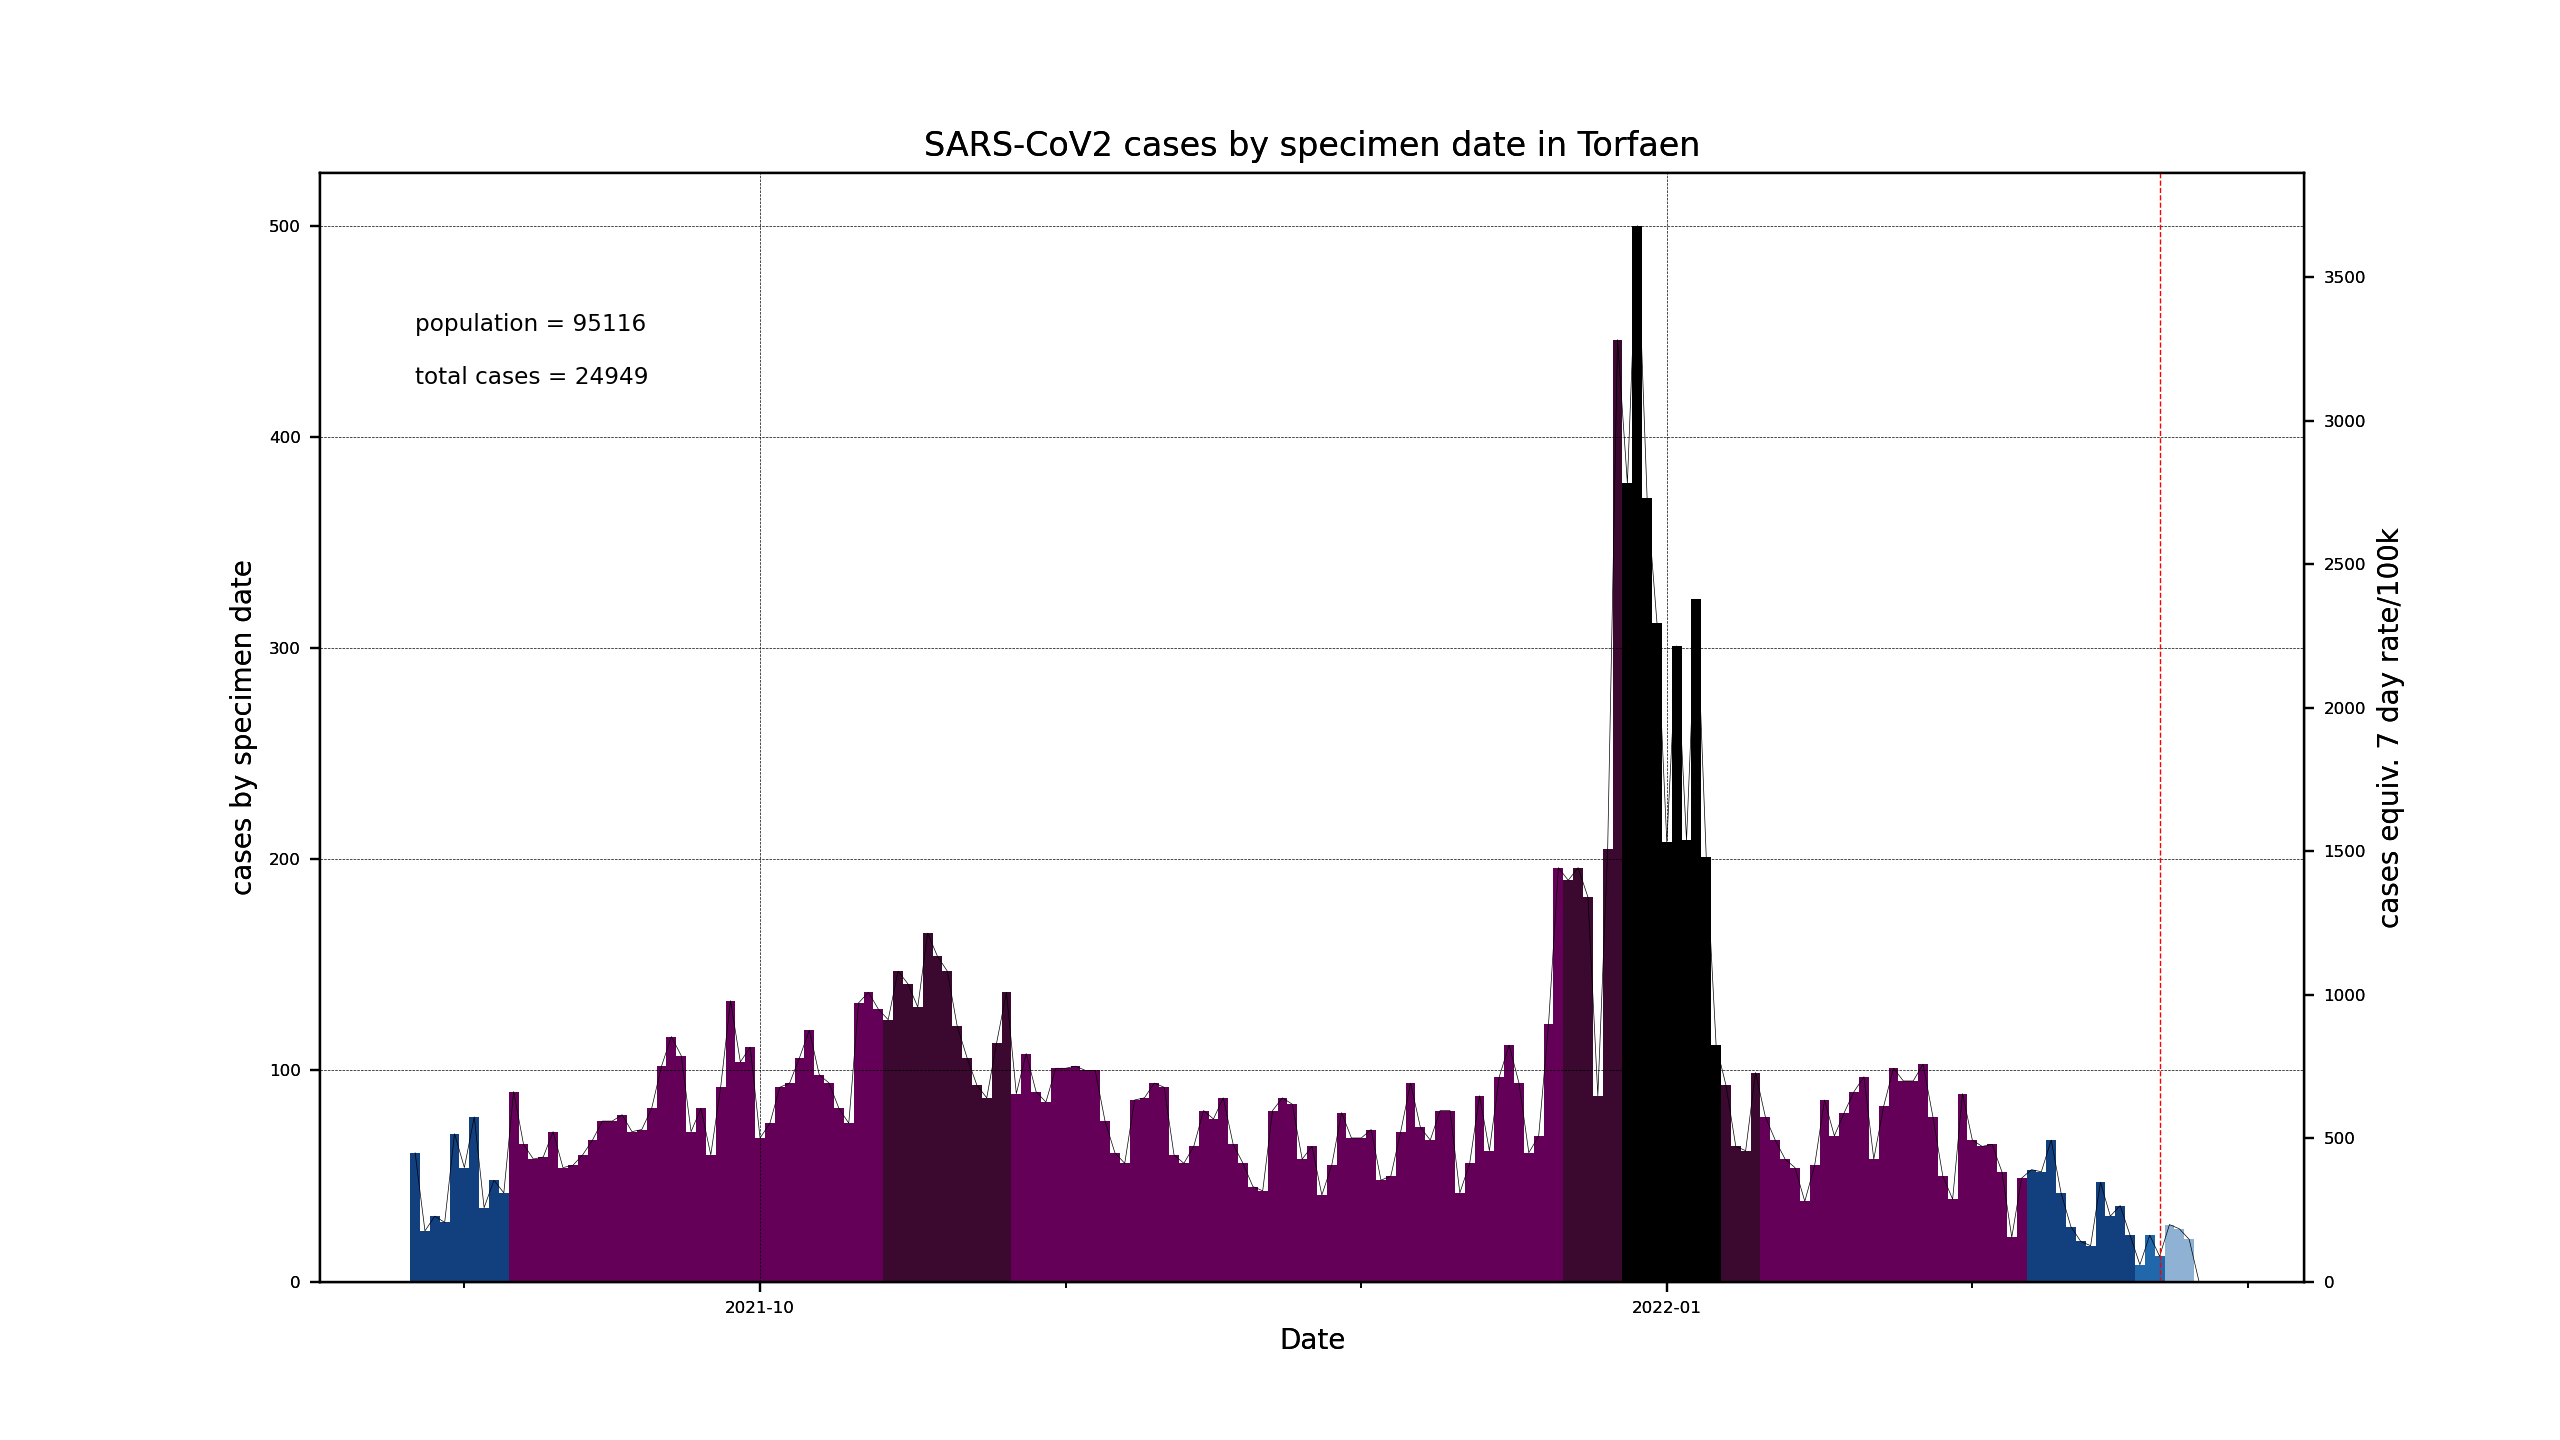 SARS-CoV2 cases by specimen date in Torfaen
population = 95116
total cases = 24949
cases by specimen date
500
400
300
200
100
0
3500
3000
2500
2000
1500
1000
500
0
cases equiv. 7 day rate/100k
2021-10
2022-01
Date